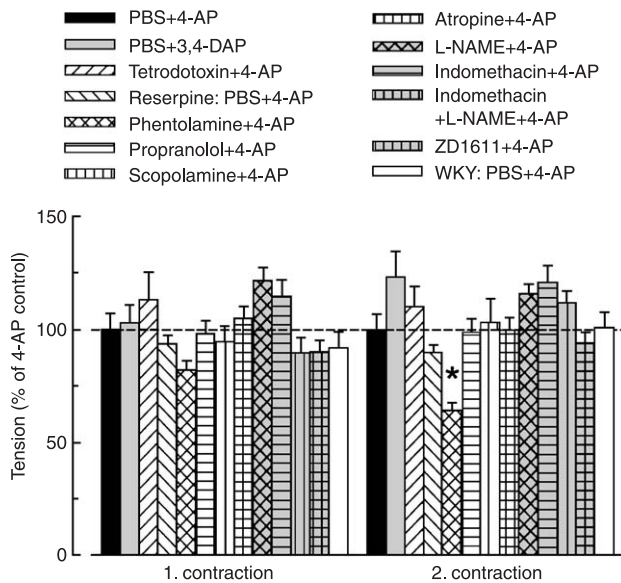 PBS+4-AP
PBS+3,4-DAP
Tetrodotoxin+4-AP
Reserpine: PBS+4-AP
Phentolamine+4-AP
Propranolol+4-AP
Scopolamine+4-AP
Atropine+4-AP
L-NAME+4-AP
Indomethacin+4-AP
Indomethacin
+L-NAME+4-AP
ZD1611+4-AP
WKY: PBS+4-AP
Tension (% of 4-AP control)
150
100
50
0
*
1. contraction
2. contraction